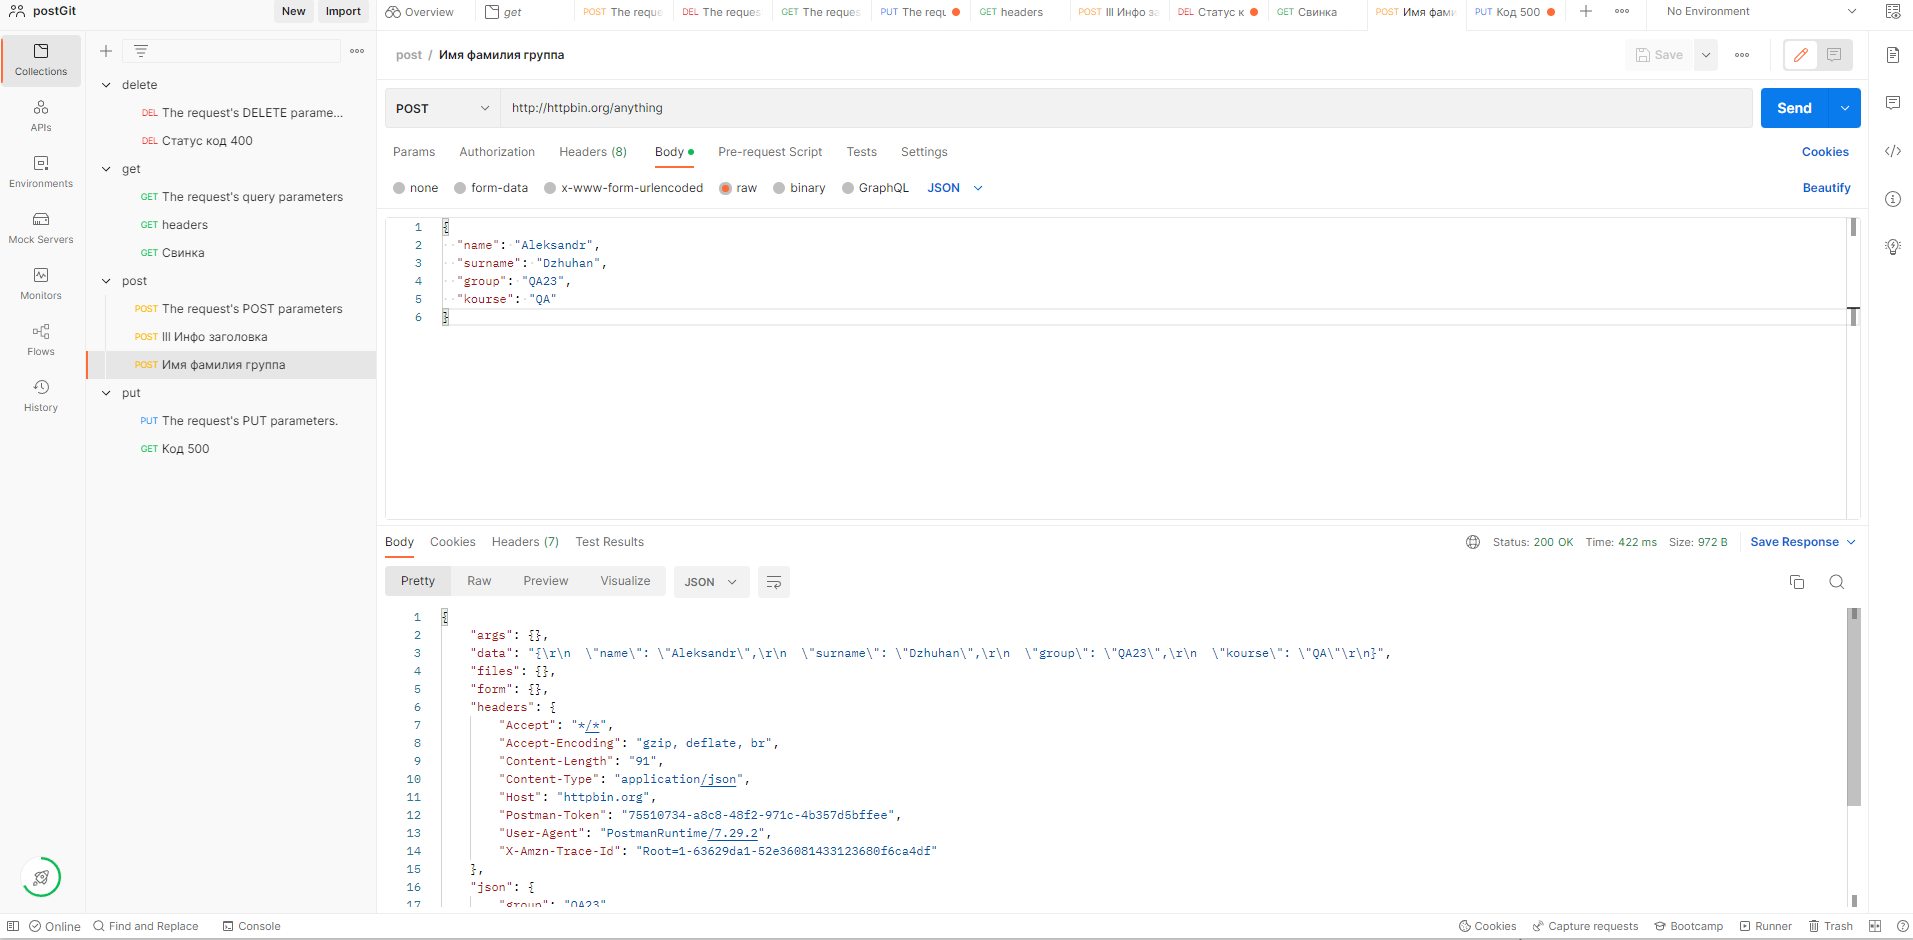 postGit
New
Import
Overview
get
POST The reque
DEL The reques
GET The reques
PUT The requ
GET headers
POST III Инфо за
DEL Статус к
GET Свинка
POST Имя фами
PUT Код 500
No Environment
Collections
APIs
Environments
Mock Servers
Monitors
Flows
History
delete
DEL The request's DELETE parame...
DEL Статус код 400
get
GET The request's query parameters
GET headers
GET Свинка
post
POST The request's POST parameters
POST III Инфо заголовка
POST Имя фамилия группа
put
PUT The request's PUT parameters.
GET Код 500
post / Имя фамилия группа
Save
POST
http://httpbin.org/anything
Send
Params Authorization Headers (8) Body Pre-request Script Tests Settings
Cookies
none form-data x-www-form-urlencoded raw binary GraphQL JSON
Beautify
1 {
2 "name": "Aleksandr",
3 "surname": "Dzhuhan",
4 "group": "QA23",
5 "kourse": "QA"
6 }
Body Cookies Headers (7) Test Results
Status: 200 OK Time: 422 ms Size: 972 B
Save Response
Pretty Raw Preview Visualize JSON
1 {
2 "args": {},
3 "data": "{\r\n  \"name\": \"Aleksandr\",\r\n  \"surname\": \"Dzhuhan\",\r\n  \"group\": \"QA23\",\r\n  \"kourse\": \"QA\"\r\n}",
4 "files": {},
5 "form": {},
6 "headers": {
7 "Accept": "*/*",
8 "Accept-Encoding": "gzip, deflate, br",
9 "Content-Length": "91",
10 "Content-Type": "application/json",
11 "Host": "httpbin.org",
12 "Postman-Token": "75510734-a8c8-48f2-971c-4b357d5bffee",
13 "User-Agent": "PostmanRuntime/7.29.2",
14 "X-Amzn-Trace-Id": "Root=1-63629da1-52e36081433123680f6ca4df"
15 },
16 "json": {
17 "group": "QA23"
Online
Find and Replace
Console
Cookies
Capture requests
Bootcamp
Runner
Trash